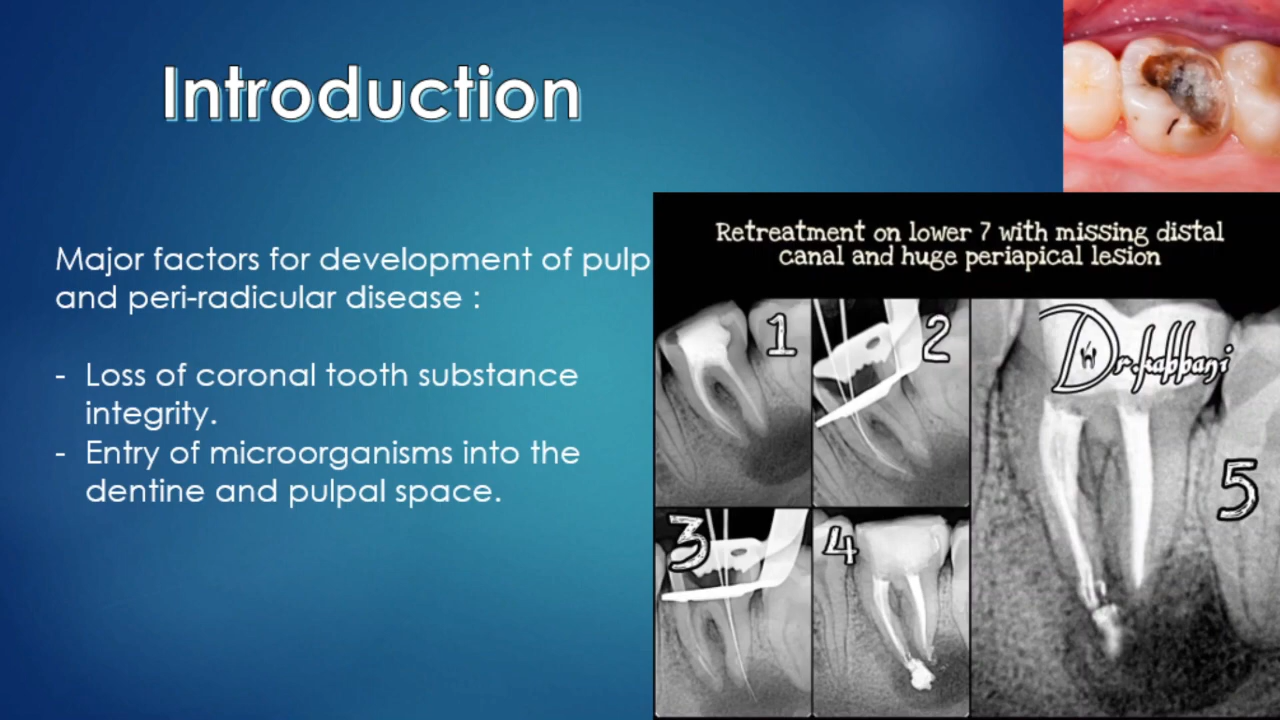 Introduction
Major factors for development of pulp
and peri-radicular disease :
- Loss of coronal tooth substance
integrity.
- Entry of microorganisms into the
dentine and pulpal space.
Retreatment on lower 7 with missing distal
canal and huge periapical lesion
1
2
Dr.kabbani
3
4
5